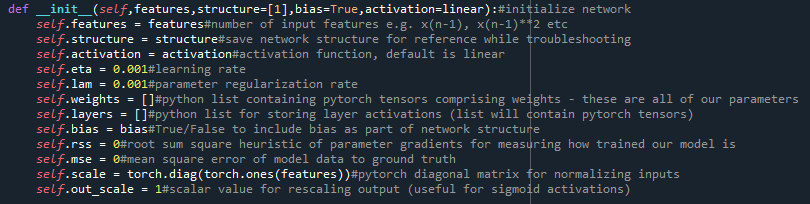 def __init__(self,features,structure=[1],bias=True,activation=linear):#initialize network
self.features = features#number of input features e.g. x(n-1), x(n-1)**2 etc
self.structure = structure#save network structure for reference while troubleshooting
self.activation = activation#activation function, default is linear
self.eta = 0.001#learning rate
self.lam = 0.001#parameter regularization rate
self.weights = []#python list containing pytorch tensors comprising weights - these are all of our parameters
self.layers = []#python list for storing layer activations (list will contain pytorch tensors)
self.bias = bias#True/False to include bias as part of network structure
self.rss = 0#root sum square heuristic of parameter gradients for measuring how trained our model is
self.mse = 0#mean square error of model data to ground truth
self.scale = torch.diag(torch.ones(features))#pytorch diagonal matrix for normalizing inputs
self.out_scale = 1#scalar value for rescaling output (useful for sigmoid activations)